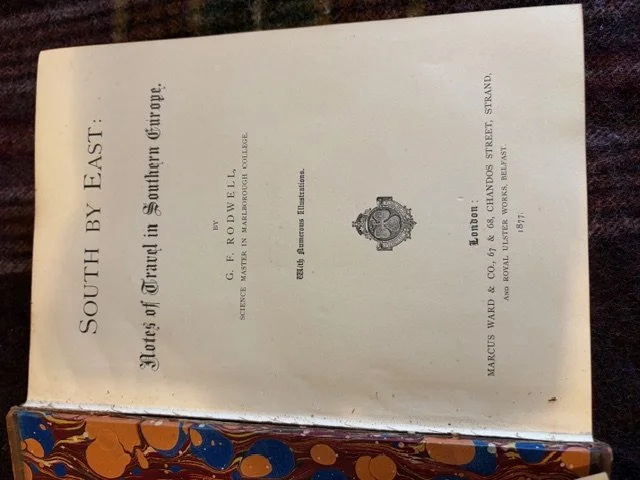 SOUTH BY EAST:
Notes of Travel in Southern Europe,
BY
G. F. RODWELL,
SCIENCE MASTER IN MARLBOROUGH COLLEGE.
With Numerous Illustrations.
London:
MARCUS WARD & CO., 67 & 68, CHANDOS STREET, STRAND,
AND ROYAL ULSTER WORKS, BELFAST.
1877.